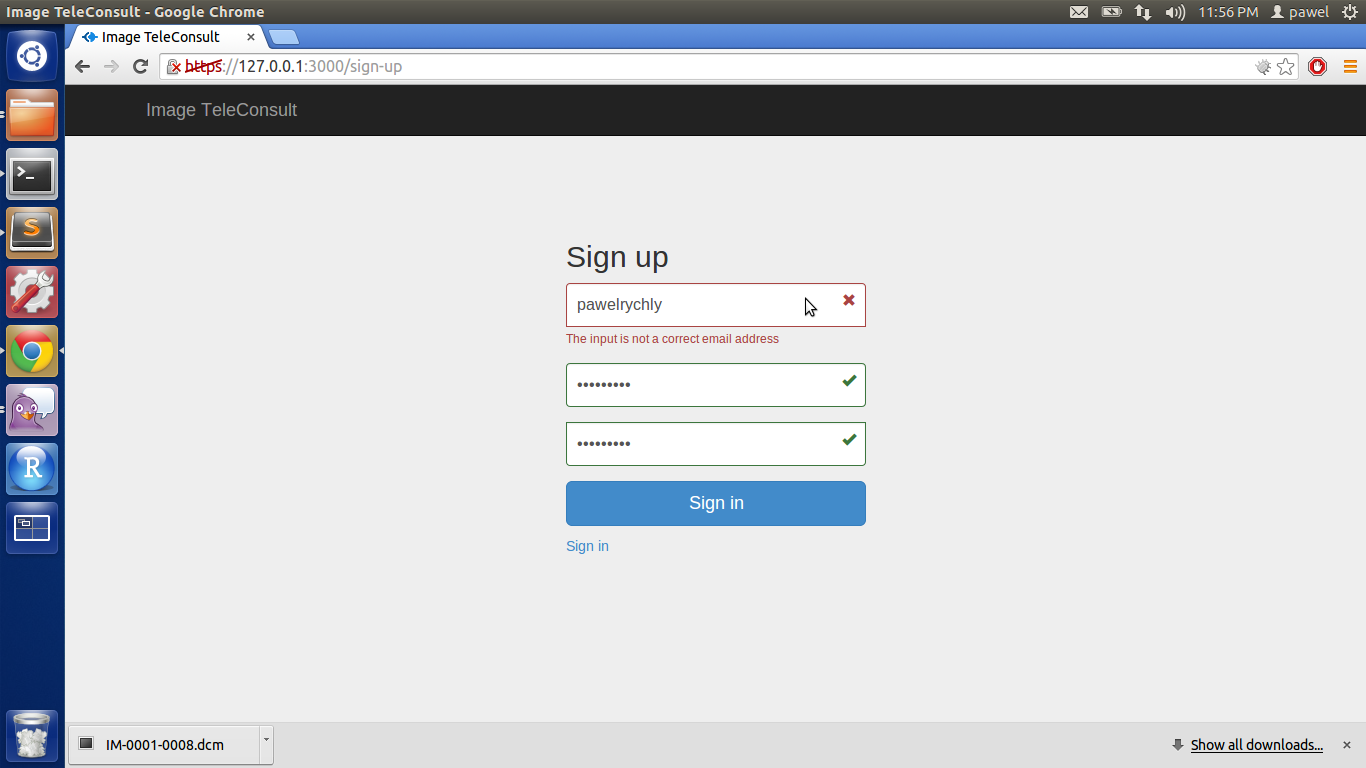 Image TeleConsult - Google Chrome
11:56 PM
pawel
Image TeleConsult
https://127.0.0.1:3000/sign-up
Image TeleConsult
Sign up
pawelrychly
The input is not a correct email address
•••••••••
•••••••••
Sign in
Sign in
IM-0001-0008.dcm
Show all downloads...
>_
S
R